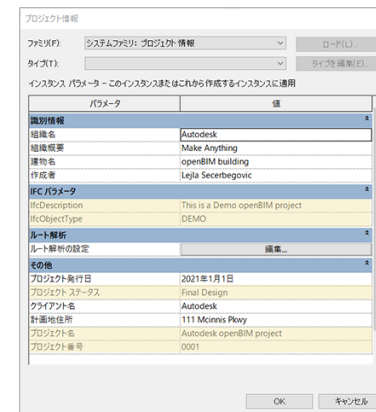 プロジェクト情報
ファミリ(F): システムファミリ: プロジェクト情報 ロード(L)...
タイプ(T): タイプを編集(E)...
インスタンス パラメータ - このインスタンスまたはこれから作成するインスタンスに適用
パラメータ 値
識別情報
組織名 Autodesk
組織概要 Make Anything
建物名 openBIM building
作成者 Lejla Secerbegovic
IFC パラメータ
IfcDescription This is a Demo openBIM project
IfcObjectType DEMO
ルート解析
ルート解析の設定 編集...
その他
プロジェクト発行日 2021年1月1日
プロジェクト ステータス Final Design
クライアント名 Autodesk
計画地住所 111 Mcinnis Pkwy
プロジェクト名 Autodesk openBIM project
プロジェクト番号 0001
OK キャンセル